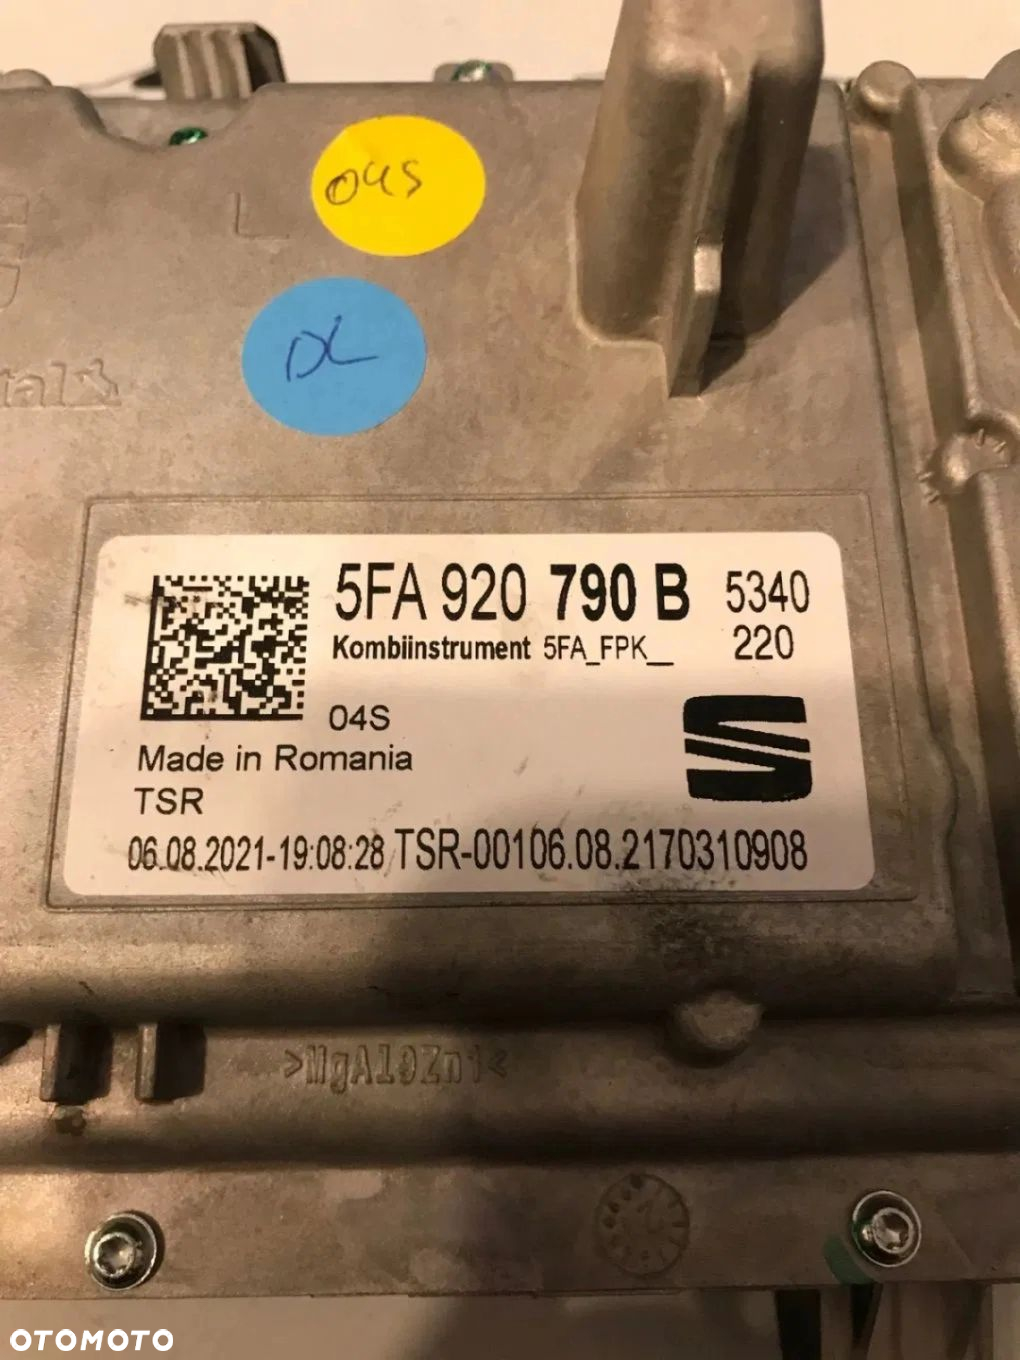 04S
DL
5FA 920 790 B 5340
Kombiinstrument 5FA_FPK__ 220
04S
Made in Romania
TSR
06.08.2021-19:08:28 TSR-00106.08.2170310908
>MgAl9Zn1<
OTOMOTO